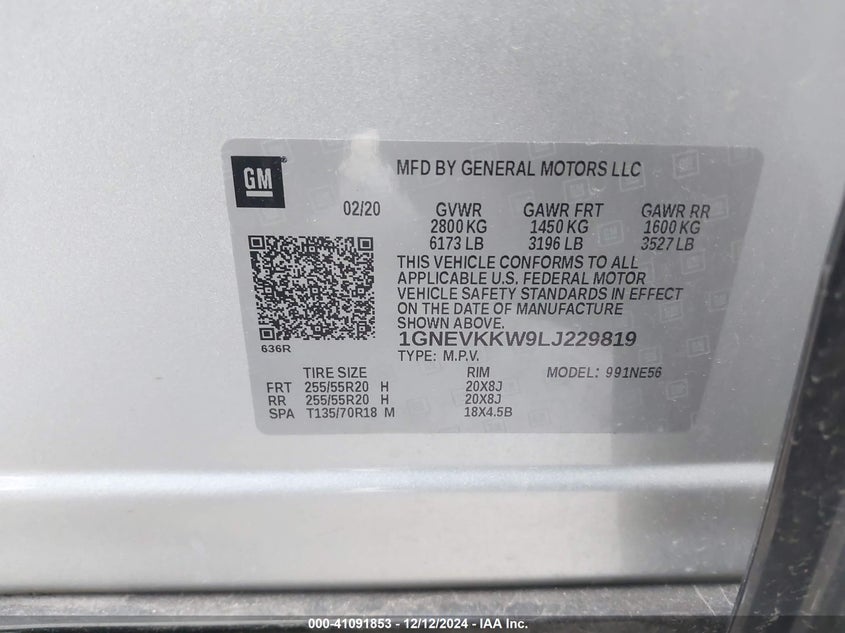 GM
MFD BY GENERAL MOTORS LLC
02/20 GVWR GAWR FRT GAWR RR
2800 KG 1450 KG 1600 KG
6173 LB 3196 LB 3527 LB
THIS VEHICLE CONFORMS TO ALL
APPLICABLE U.S. FEDERAL MOTOR
VEHICLE SAFETY STANDARDS IN EFFECT
ON THE DATE OF MANUFACTURE
SHOWN ABOVE.
636R
1GNEVKKW9LJ229819
TYPE: M.P.V.
TIRE SIZE RIM MODEL: 991NE56
FRT 255/55R20 H 20X8J
RR 255/55R20 H 20X8J
SPA T135/70R18 M 18X4.5B
000-41091853 - 12/12/2024 - IAA Inc.